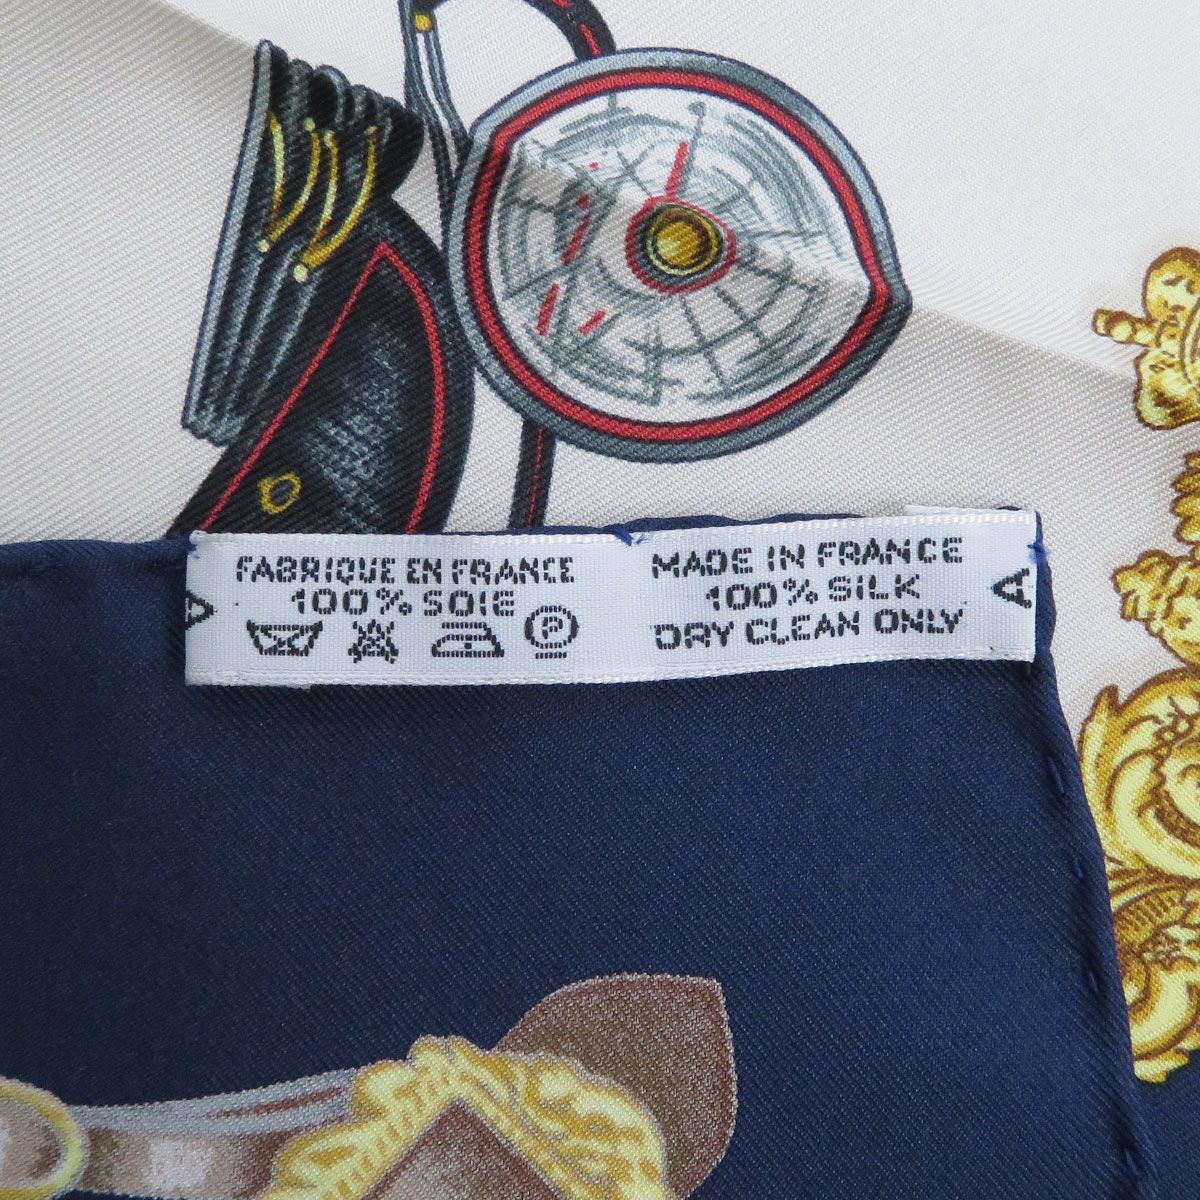 FABRIQUE EN FRANCE
100% SOIE
P
MADE IN FRANCE
100% SILK
DRY CLEAN ONLY
A
A